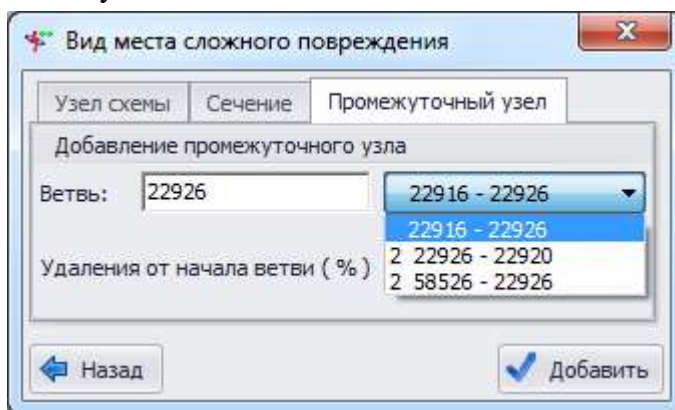 Вид места сложного повреждения
Узел схемы Сечение Промежуточный узел
Добавление промежуточного узла
Ветвь: 22926 22916 - 22926
22916 - 22926
2 22926 - 22920
Удаления от начала ветви ( % )
2 58526 - 22926
Назад Добавить